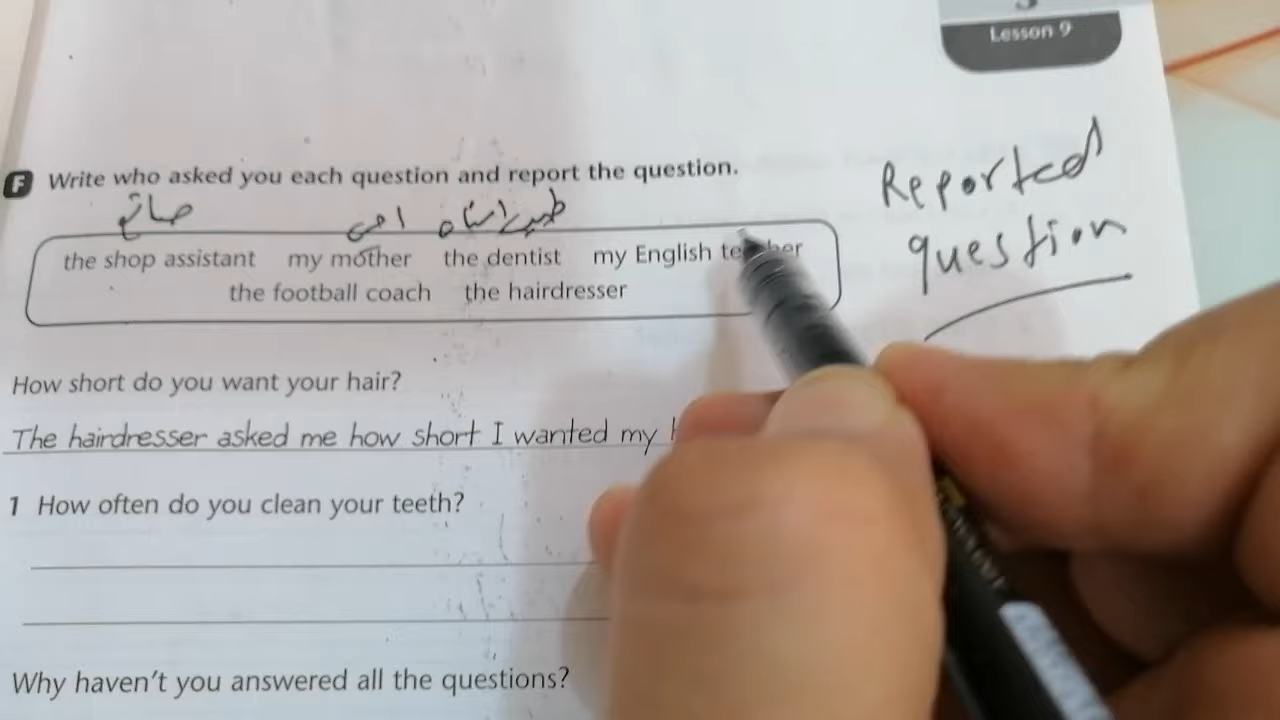 Lesson 9
Reported
question
F Write who asked you each question and report the question.
امي طبيب اسنان
the shop assistant my mother the dentist my English teacher
the football coach the hairdresser
How short do you want your hair?
The hairdresser asked me how short I wanted my
1 How often do you clean your teeth?
Why haven't you answered all the questions?